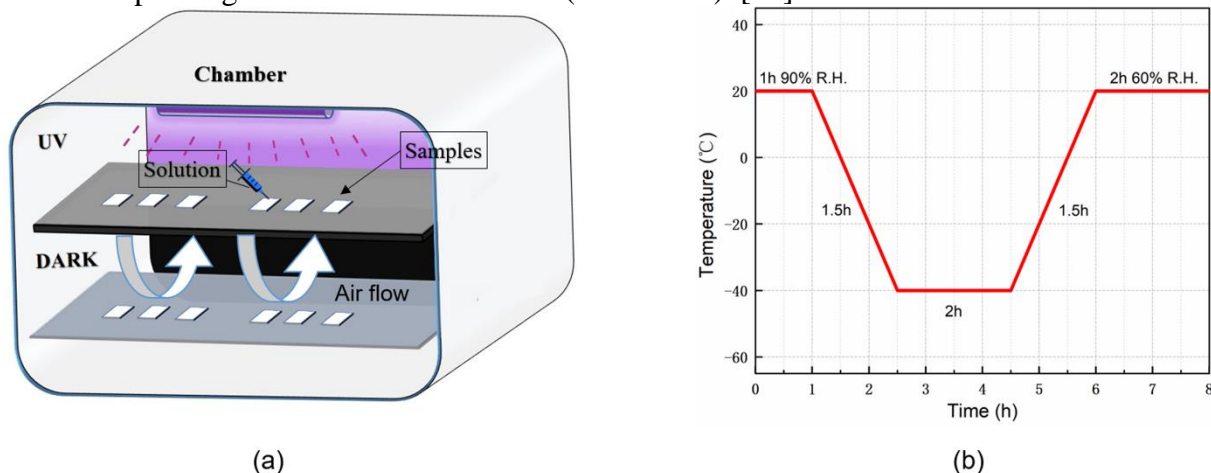 Chamber
UV
Solution
Samples
DARK
Air flow
(a)
40
20
0
-20
-40
-60
Temperature (℃)
1h 90% R.H.
2h 60% R.H.
1.5h
1.5h
2h
0 1 2 3 4 5 6 7 8
Time (h)
(b)